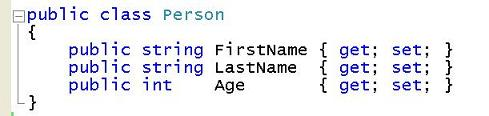 public class Person
{
    public string FirstName { get; set; }
    public string LastName  { get; set; }
    public int    Age       { get; set; }
}